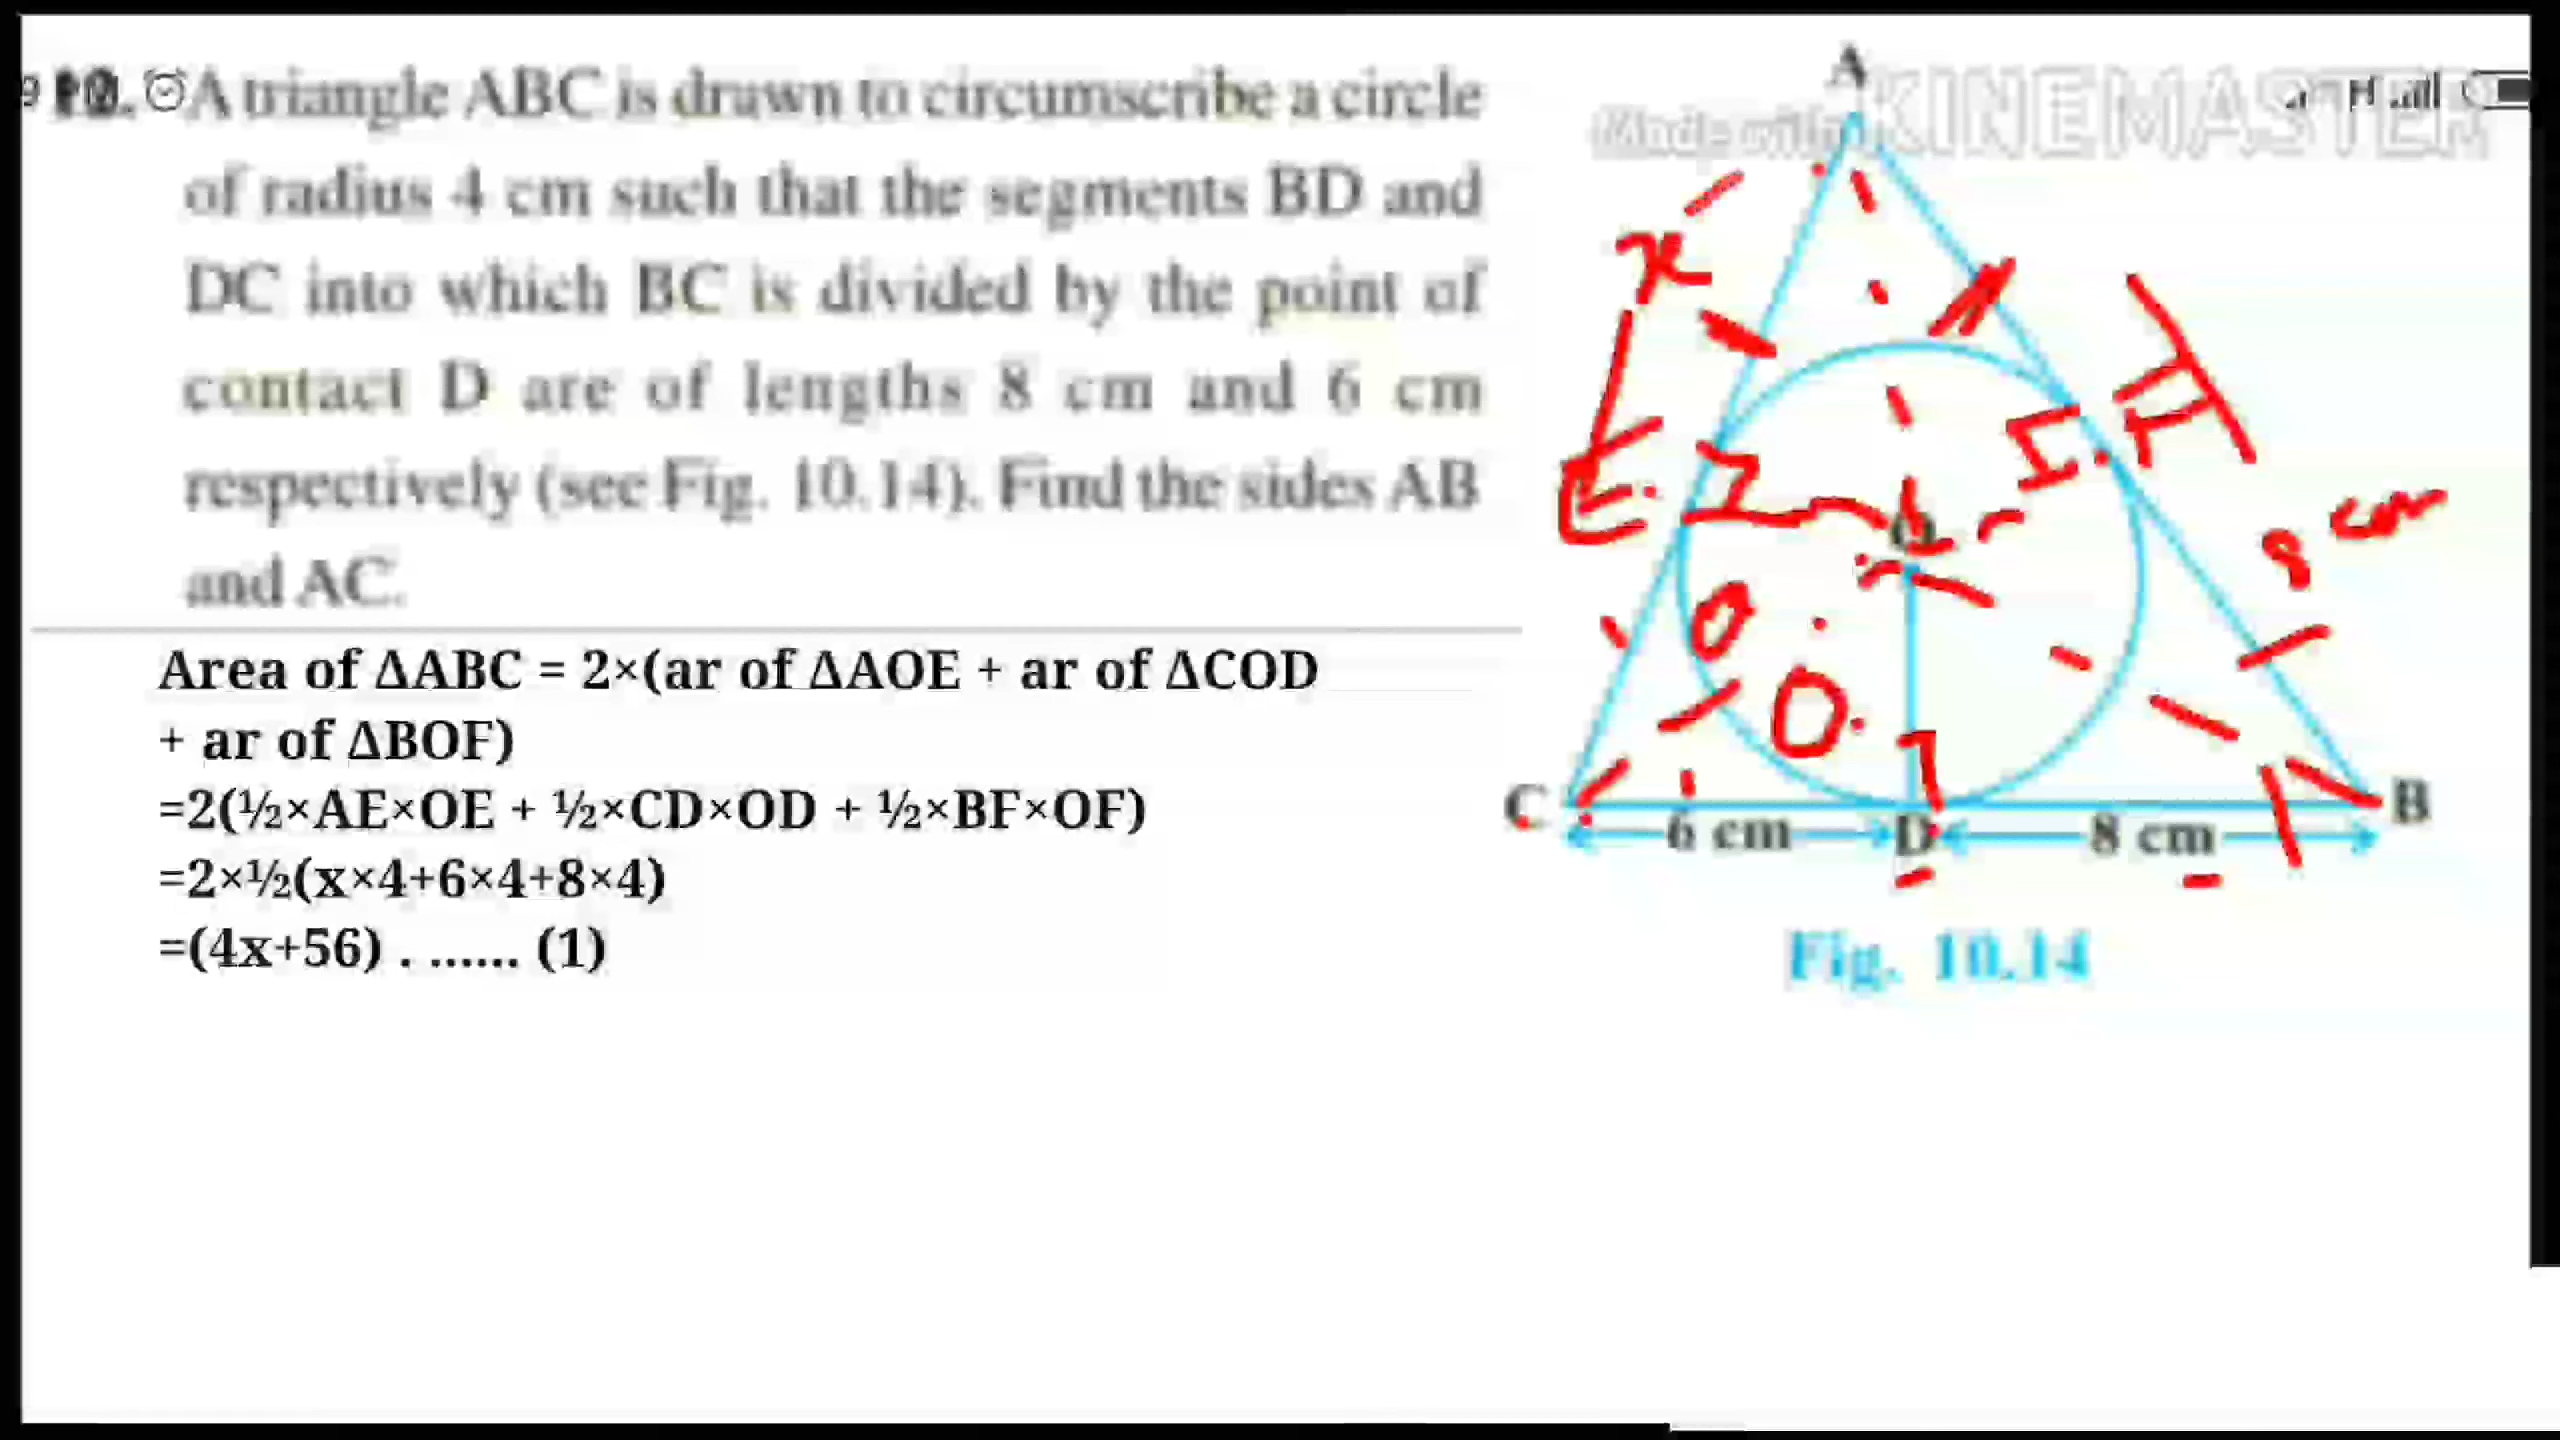 10. A triangle ABC is drawn to circumscribe a circle
of radius 4 cm such that the segments BD and
DC into which BC is divided by the point of
contact D are of lengths 8 cm and 6 cm
respectively (see Fig. 10.14). Find the sides AB
and AC.
Area of ΔABC = 2×(ar of ΔAOE + ar of ΔCOD
+ ar of ΔBOF)
=2(½×AE×OE + ½×CD×OD + ½×BF×OF)
=2×½(x×4+6×4+8×4)
=(4x+56) . ...... (1)
A
Made with KINEMASTER
H
x
E
F
8 cm
O
C
B
6 cm
D
8 cm
Fig. 10.14